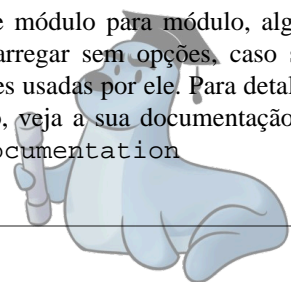 e módulo para módulo, alg
arregar sem opções, caso s
es usadas por ele. Para detal
o, veja a sua documentação
ocumentation